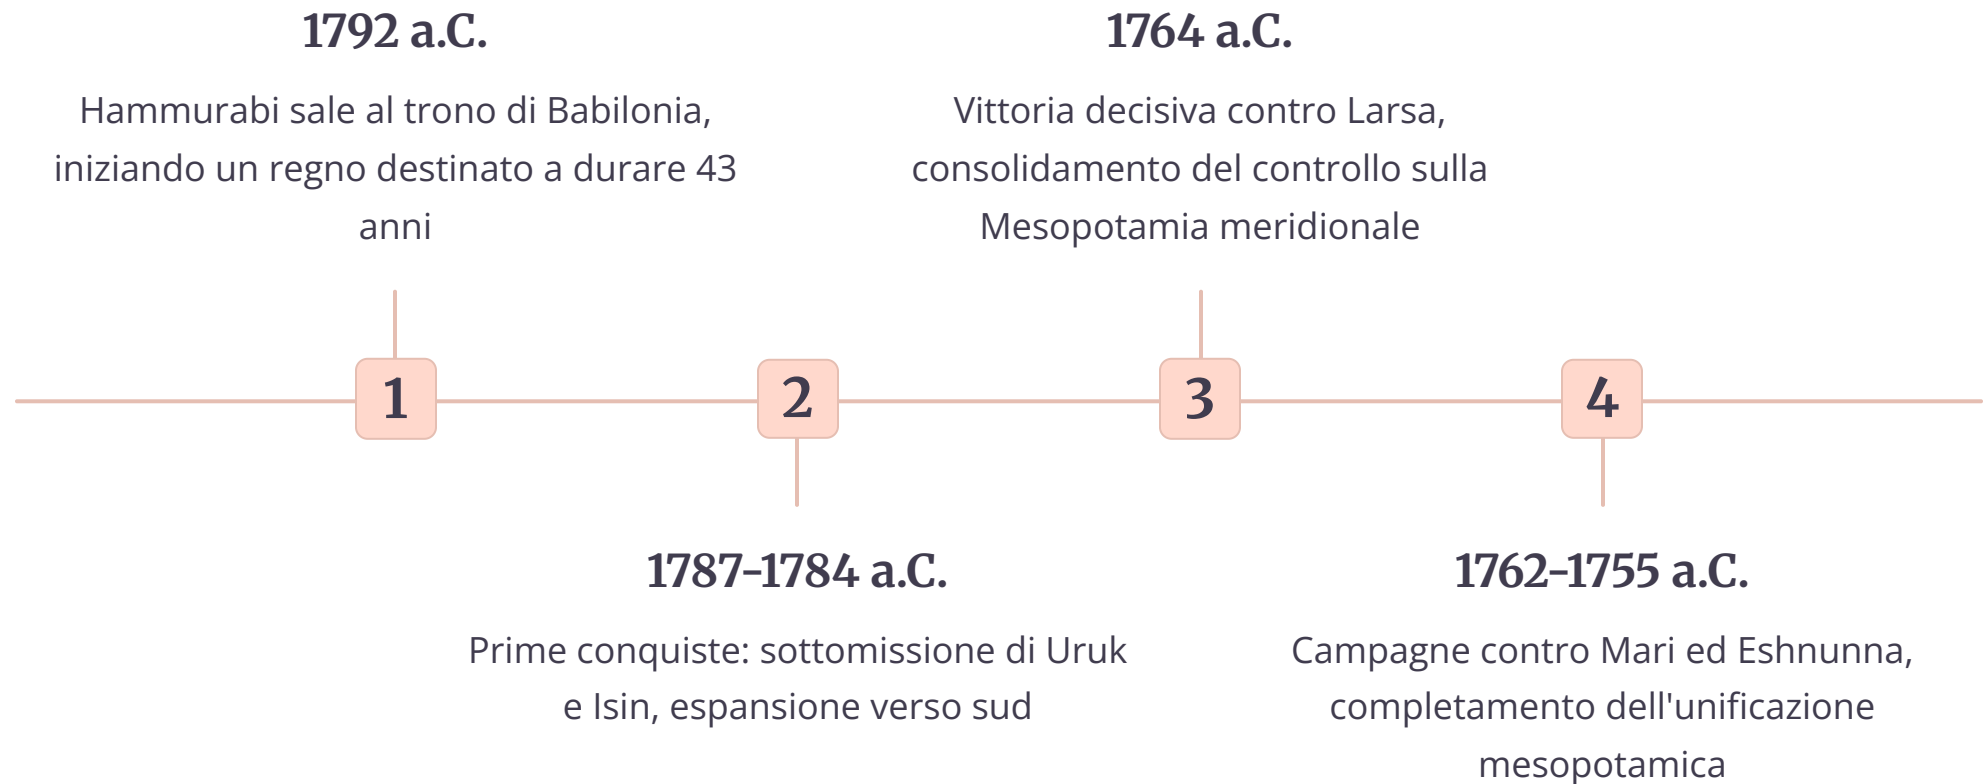 1792 a.C.
Hammurabi sale al trono di Babilonia,
iniziando un regno destinato a durare 43
anni
1
2
1787-1784 a.C.
Prime conquiste: sottomissione di Uruk
e Isin, espansione verso sud
1764 a.C.
Vittoria decisiva contro Larsa,
consolidamento del controllo sulla
Mesopotamia meridionale
3
4
1762-1755 a.C.
Campagne contro Mari ed Eshnunna,
completamento dell'unificazione
mesopotamica